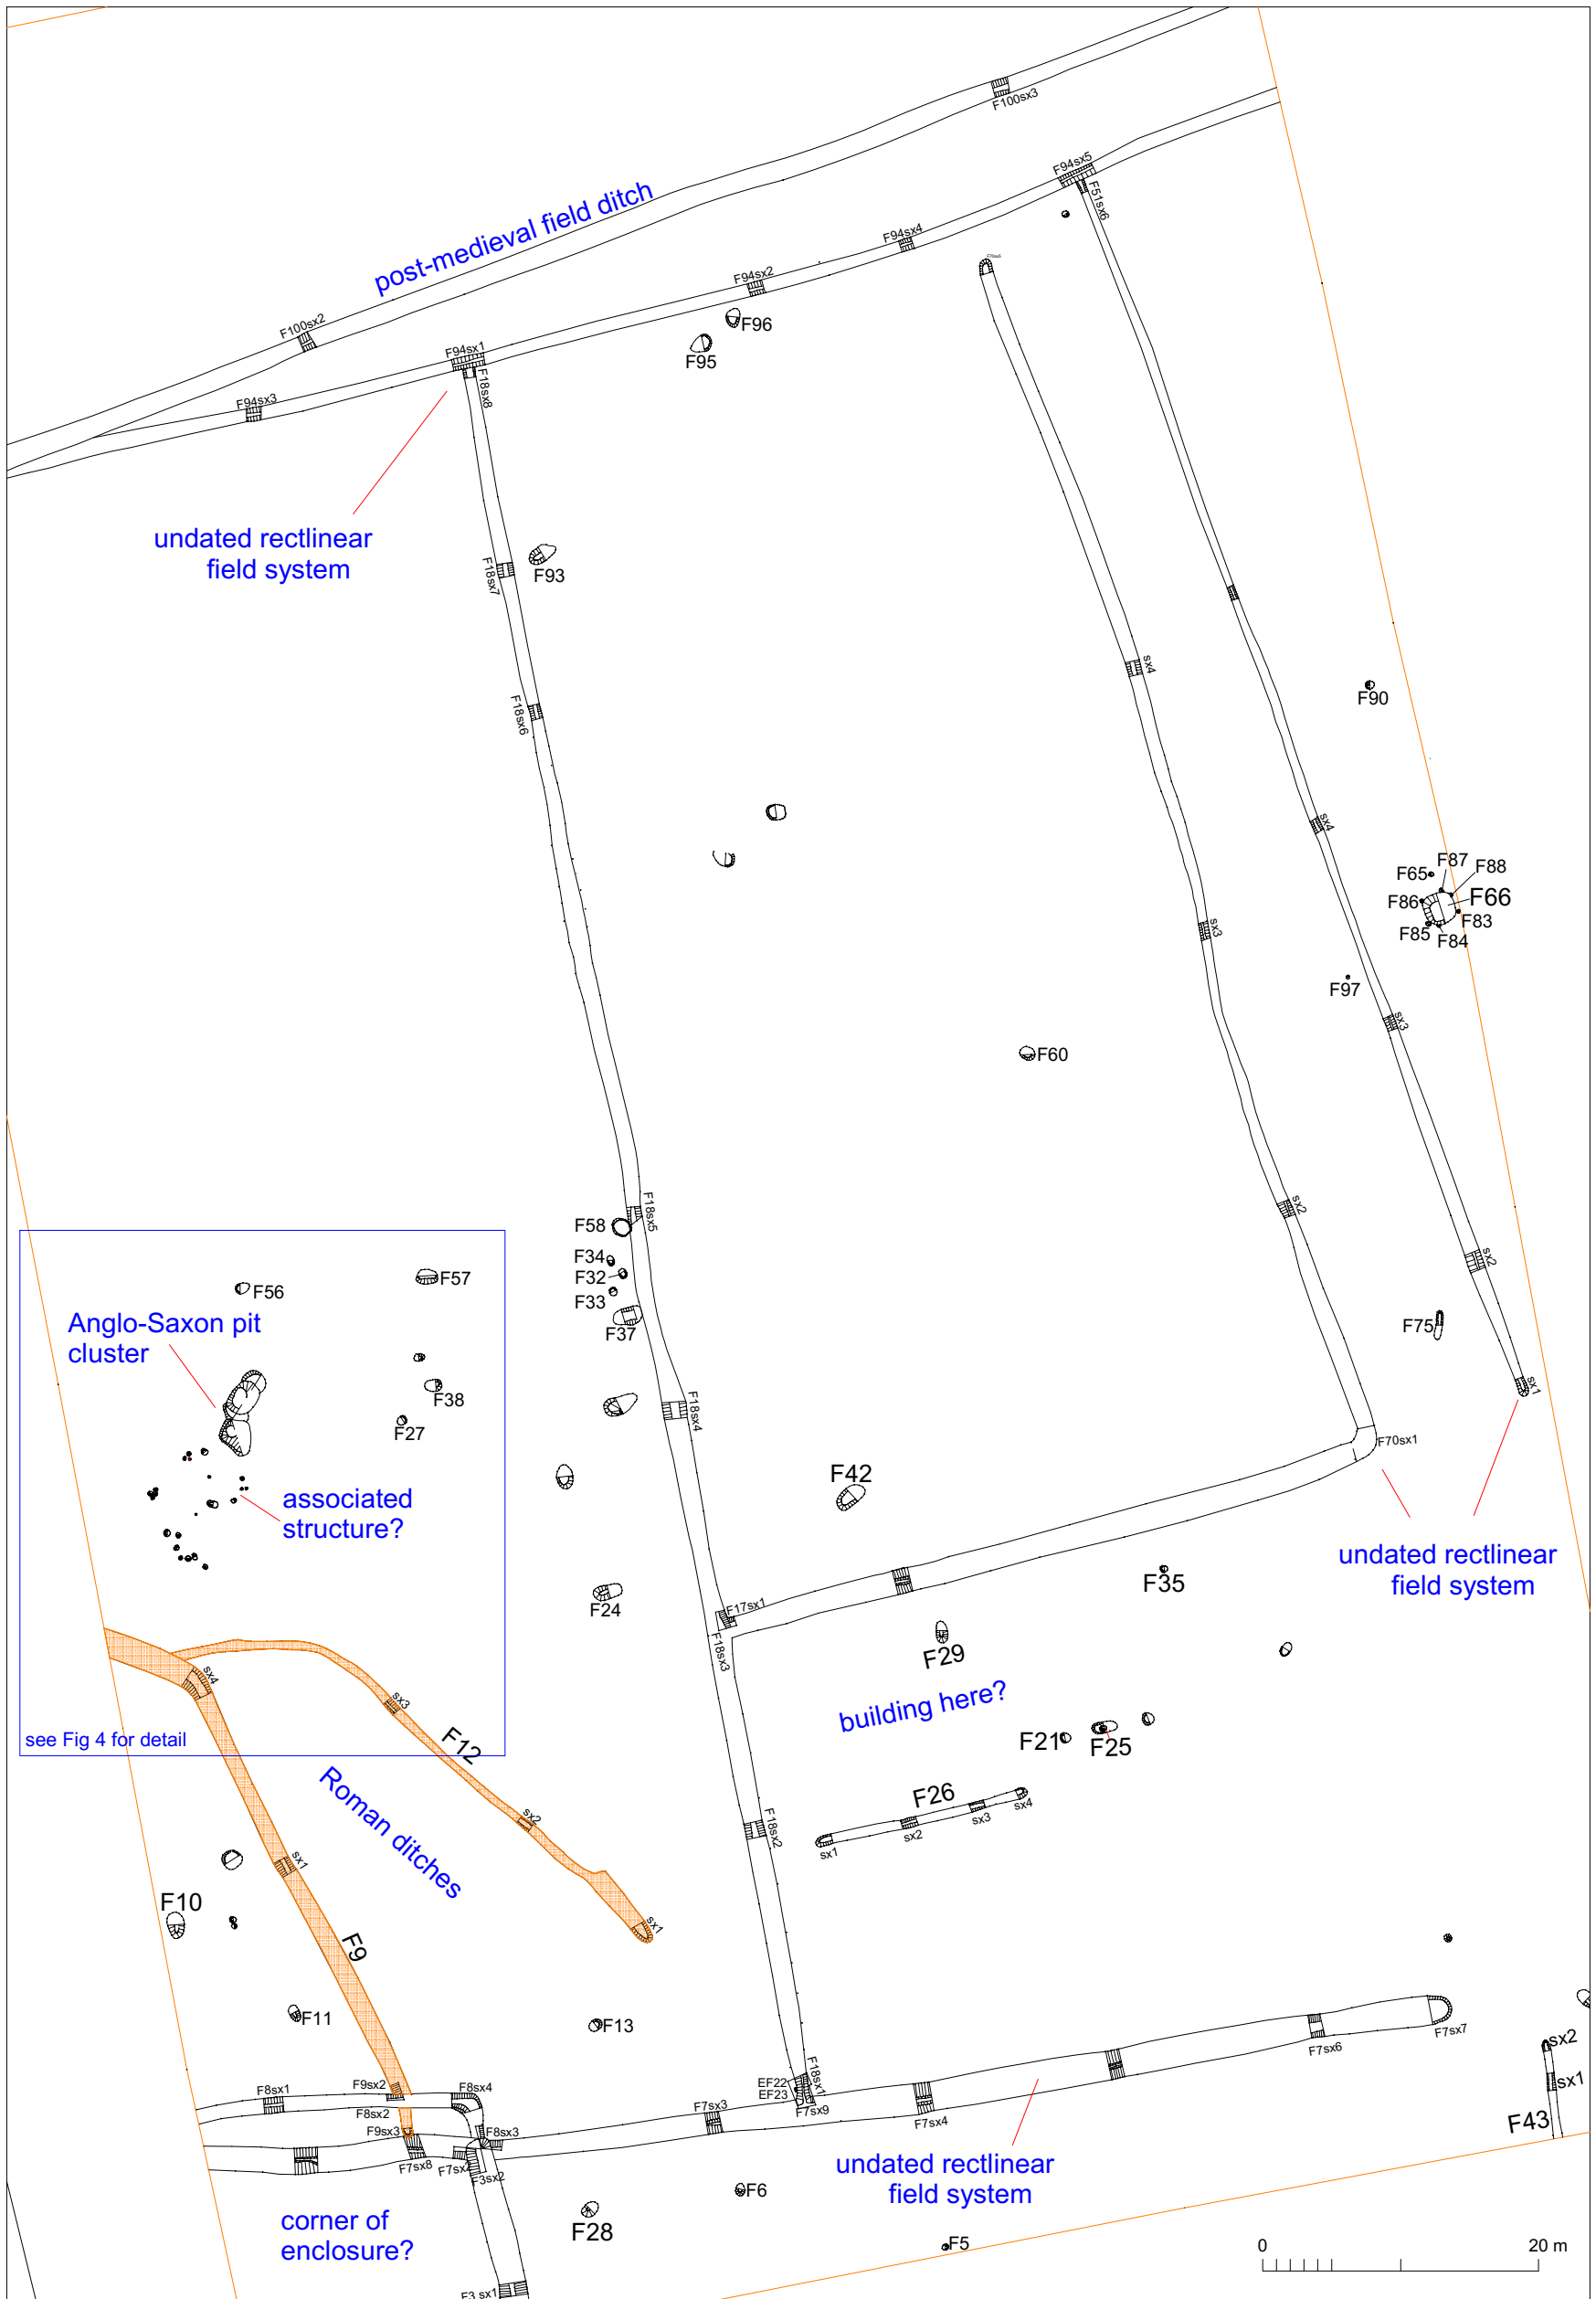 F100sx3
F94sx5
F51sx6
post-medieval field ditch
F94sx4
F94sx2
F100sx2
F96
F95
F94sx1
F18sx8
F94sx3
undated rectlinear
field system
F93
F18sx7
sx4
F90
F18sx6
sx4
F87
F65
F88
F86
F66
F83
F85
F84
sx3
F97
sx3
F60
F18sx5
sx2
F58
F34
F32
F33
F37
sx2
F57
F56
Anglo-Saxon pit
cluster
F75
F38
F27
sx1
F18sx4
F70sx1
F42
associated
structure?
undated rectlinear
field system
F35
F24
F17sx1
F18sx3
F29
building here?
sx4
sx3
see Fig 4 for detail
F12
F21
F25
Roman ditches
F26
sx1
sx2
sx3
sx4
sx2
F18sx2
sx1
F10
F9
sx1
F11
F13
F7sx7
F7sx6
sx2
sx1
F43
F8sx1
F9sx2
F8sx4
F8sx2
EF22
EF23
F18sx1
F7sx9
F7sx3
F7sx4
F9sx3
F8sx3
F7sx8
F7sx2
F3sx2
undated rectlinear
field system
F6
F28
corner of
enclosure?
F5
0
20 m
F3 sx1